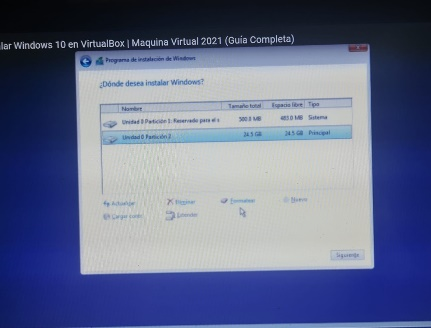 lar Windows 10 en VirtualBox | Maquina Virtual 2021 (Guía Completa)
Programa de instalación de Windows
¿Dónde desea instalar Windows?
Nombre Tamaño total Espacio libre Tipo
Unidad 0 Partición 1: Reservado para el s 500.0 MB 483.0 MB Sistema
Unidad 0 Partición 2 24.5 GB 24.5 GB Principal
Actualizar Eliminar Formatear Nuevo
Cargar contr. Extender
Siguiente